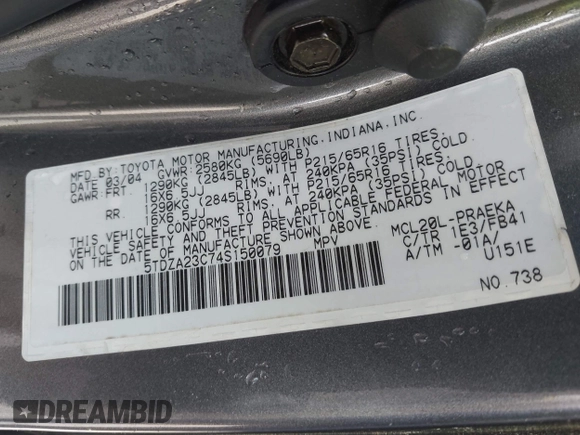 MFD.BY:TOYOTA MOTOR MANUFACTURING.INDIANA,INC.
DATE 03/04 GVWR:2580KG (5690LB)
GAWR:FRT. 1290KG (2845LB) WITH P215/65R16 TIRES.
16X6.5JJ RIMS, AT 240KPA (35PSI) COLD.
RR. 1290KG (2845LB) WITH P215/65R16 TIRES.
16X6.5JJ RIMS, AT 240KPA (35PSI) COLD.
THIS VEHICLE CONFORMS TO ALL APPLICABLE FEDERAL MOTOR
VEHICLE SAFETY AND THEFT PREVENTION STANDARDS IN EFFECT
ON THE DATE OF MANUFACTURE SHOWN ABOVE.
5TDZA23C74S150079 MPV
MCL20L-PRAEKA
C/TR 1E3/FB41
A/TM -01A/
U151E
NO.738
DREAMBID